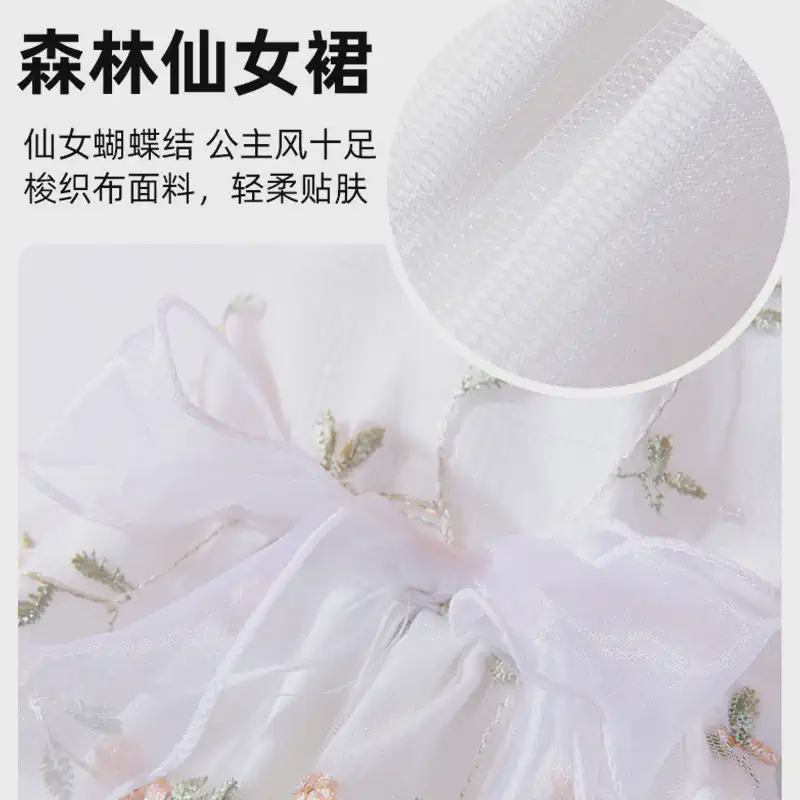 森林仙女裙
仙女蝴蝶结 公主风十足
梭织布面料，轻柔贴肤